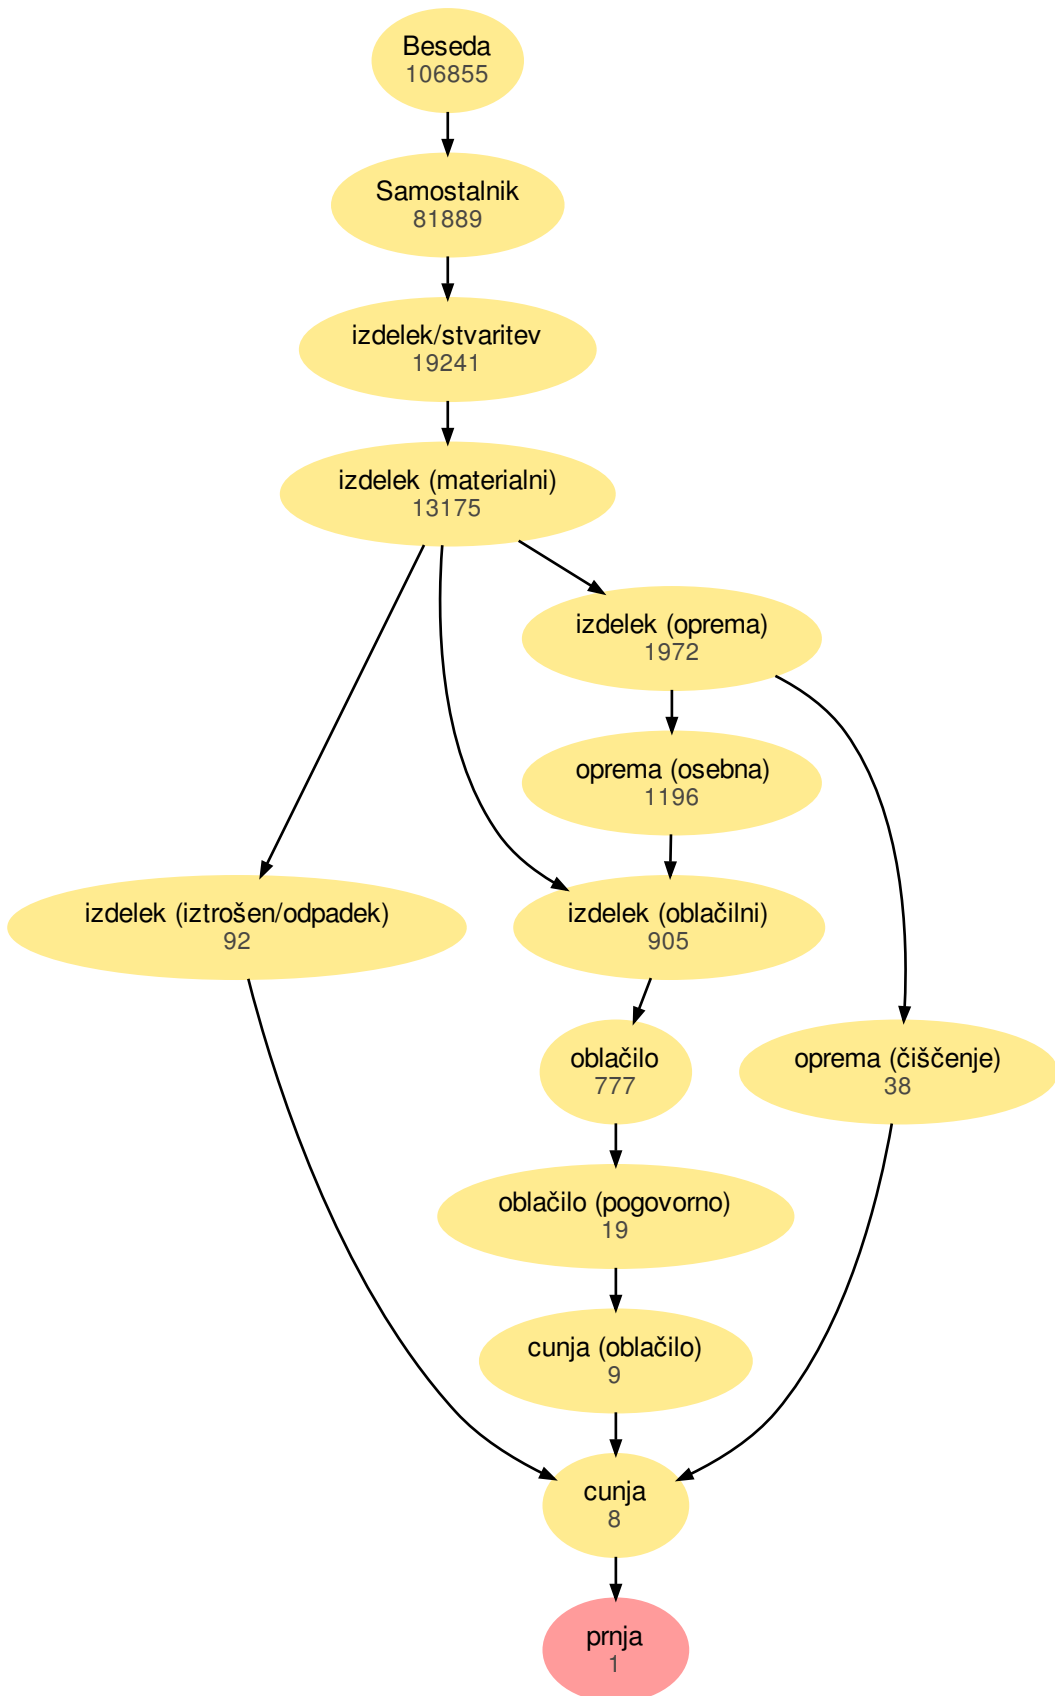 Beseda
106855
Samostalnik
81889
izdelek/stvaritev
19241
izdelek (materialni)
13175
izdelek (oprema)
1972
oprema (osebna)
1196
izdelek (iztrošen/odpadek)
92
izdelek (oblačilni)
905
oblačilo
777
oprema (čiščenje)
38
oblačilo (pogovorno)
19
cunja (oblačilo)
9
cunja
8
prnja
1